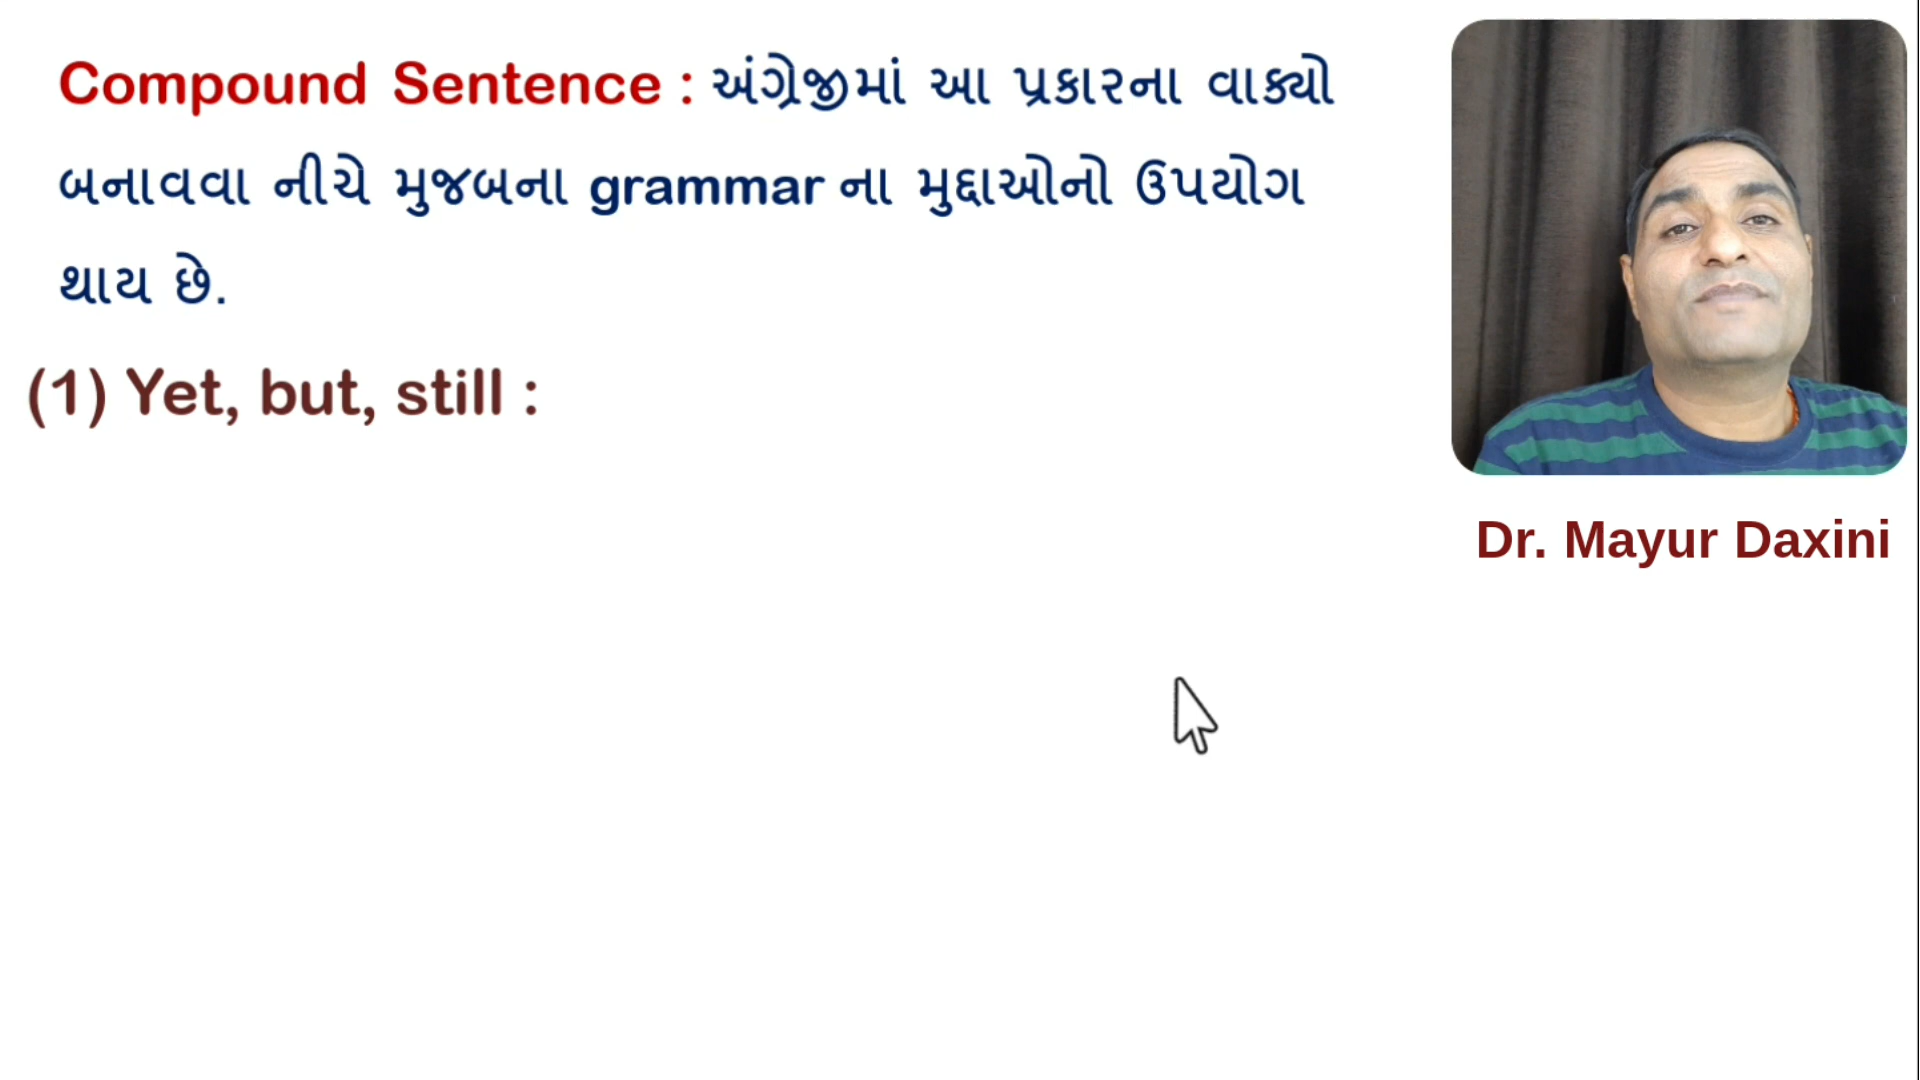 Compound Sentence : અંગ્રેજીમાં આ પ્રકારના વાક્યો
બનાવવા નીચે મુજબના grammar ના મુદ્દાઓનો ઉપયોગ
થાય છે.
(1) Yet, but, still :
Dr. Mayur Daxini